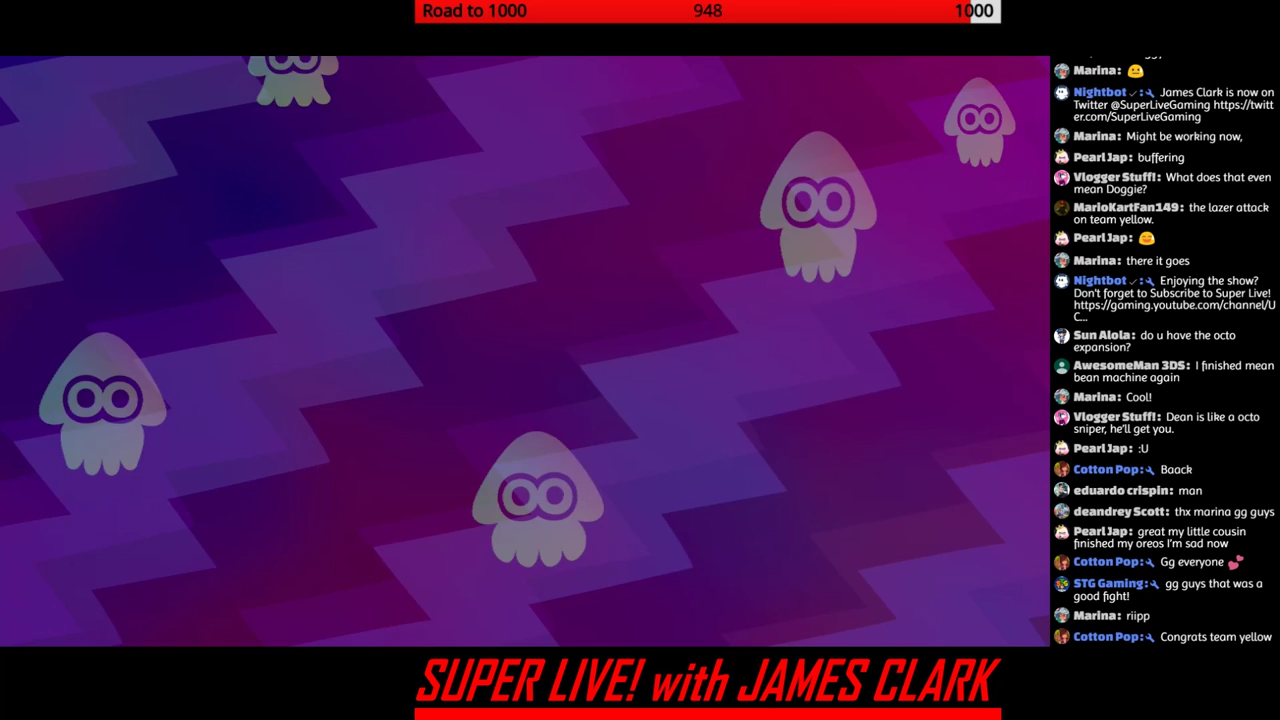 Road to 1000 948 1000
Marina: 😐
Nightbot ✓: James Clark is now on
Twitter @SuperLiveGaming https://twitt
er.com/SuperLiveGaming
Marina: Might be working now,
Pearl Jap: buffering
Vlogger Stuff!: What does that even
mean Doggie?
MarioKartFan149: the lazer attack
on team yellow.
Pearl Jap: 😊
Marina: there it goes
Nightbot ✓: Enjoying the show?
Don't forget to Subscribe to Super Live!
https://gaming.youtube.com/channel/U
C...
Sun Alola: do u have the octo
expansion?
AwesomeMan 3DS: I finished mean
bean machine again
Marina: Cool!
Vlogger Stuff!: Dean is like a octo
sniper, he'll get you.
Pearl Jap: :U
Cotton Pop: Baack
eduardo crispin: man
deandrey Scott: thx marina gg guys
Pearl Jap: great my little cousin
finished my oreos I'm sad now
Cotton Pop: Gg everyone 💕
STG Gaming: gg guys that was a
good fight!
Marina: riipp
Cotton Pop: Congrats team yellow
SUPER LIVE! with JAMES CLARK